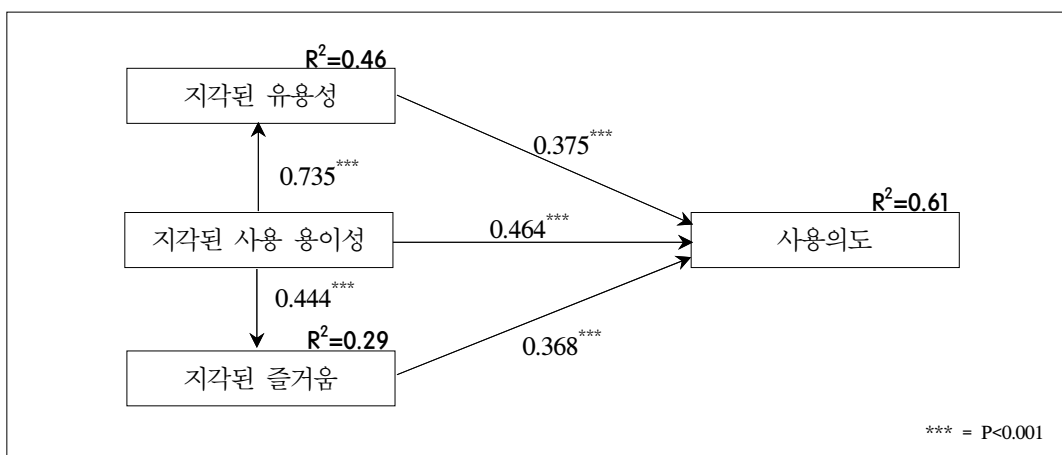 R²=0.46
지각된 유용성
0.375***
0.735***
R²=0.61
지각된 사용 용이성
0.464***
사용의도
0.444***
R²=0.29
0.368***
지각된 즐거움
*** = P<0.001